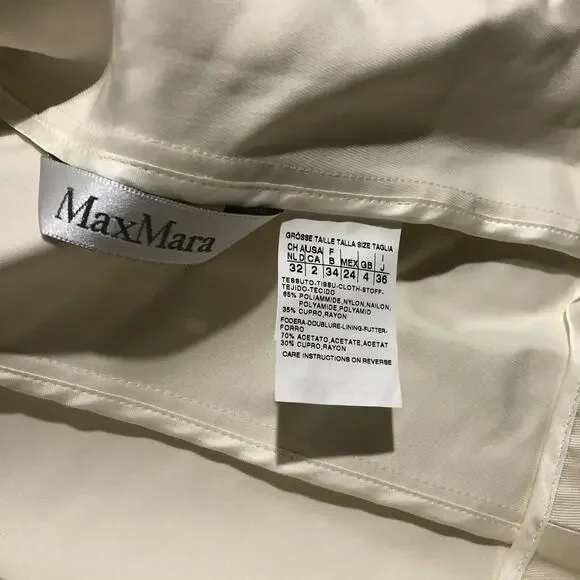 MaxMara
GRÖSSE TAILLE TALLA SIZE TAGLIA
CH A USA F I
NL D CA B MEX GB J
32 2 34 24 4 36
TESSUTO-TISSU-CLOTH-STOFF-
TEJIDO-TECIDO
65% POLIAMMIDE,NYLON,NAILON,
POLYAMIDE,POLYAMID
35% CUPRO,RAYON
FODERA-DOUBLURE-LINING-FUTTER-
FORRO
70% ACETATO,ACETATE,ACETAT
30% CUPRO,RAYON
CARE INSTRUCTIONS ON REVERSE